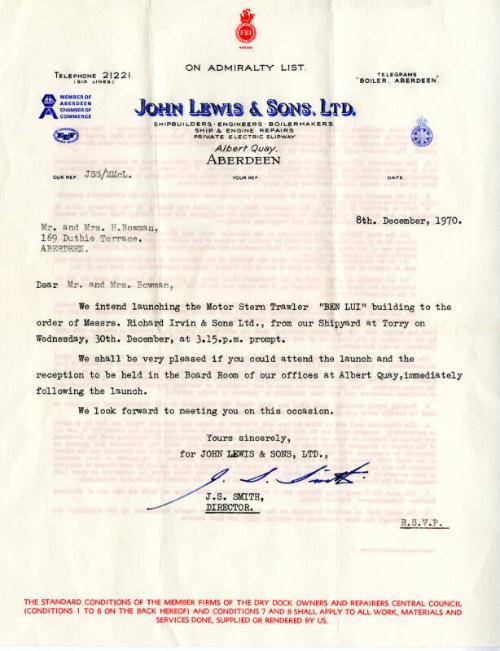 FBI
ON ADMIRALTY LIST.
TELEPHONE 21221
(SIX LINES)
TELEGRAMS
"BOILER, ABERDEEN."
MEMBER OF
ABERDEEN
CHAMBER OF
COMMERCE
JOHN LEWIS & SONS, LTD.
SHIPBUILDERS · ENGINEERS · BOILERMAKERS
SHIP & ENGINE REPAIRS
PRIVATE ELECTRIC SLIPWAY
Albert Quay,
ABERDEEN
OUR REF. JSS/MMcL.
YOUR REF.
DATE
8th. December, 1970.
Mr. and Mrs. H.Bowman,
169 Duthie Terrace,
ABERDEEN.
Dear Mr. and Mrs. Bowman,
We intend launching the Motor Stern Trawler "BEN LUI" building to the
order of Messrs. Richard Irvin & Sons Ltd., from our Shipyard at Torry on
Wednesday, 30th. December, at 3.15.p.m. prompt.
We shall be very pleased if you could attend the launch and the
reception to be held in the Board Room of our offices at Albert Quay,immediately
following the launch.
We look forward to meeting you on this occasion.
Yours sincerely,
for JOHN LEWIS & SONS, LTD.,
J. S. Smith
J.S. SMITH,
DIRECTOR.
R.S.V.P.
THE STANDARD CONDITIONS OF THE MEMBER FIRMS OF THE DRY DOCK OWNERS AND REPAIRERS CENTRAL COUNCIL
(CONDITIONS 1 TO 6 ON THE BACK HEREOF) AND CONDITIONS 7 AND 8 SHALL APPLY TO ALL WORK, MATERIALS AND
SERVICES DONE, SUPPLIED OR RENDERED BY US.